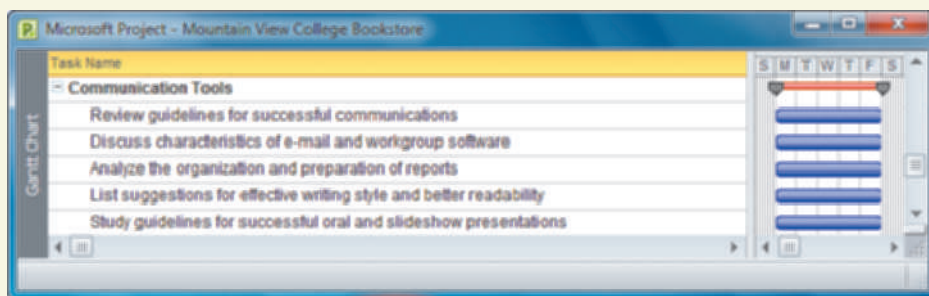 Microsoft Project - Mountain View College Bookstore
Task Name
S M T W T F S
Communication Tools
Review guidelines for successful communications
Discuss characteristics of e-mail and workgroup software
Analyze the organization and preparation of reports
List suggestions for effective writing style and better readability
Study guidelines for successful oral and slideshow presentations
Gantt Chart